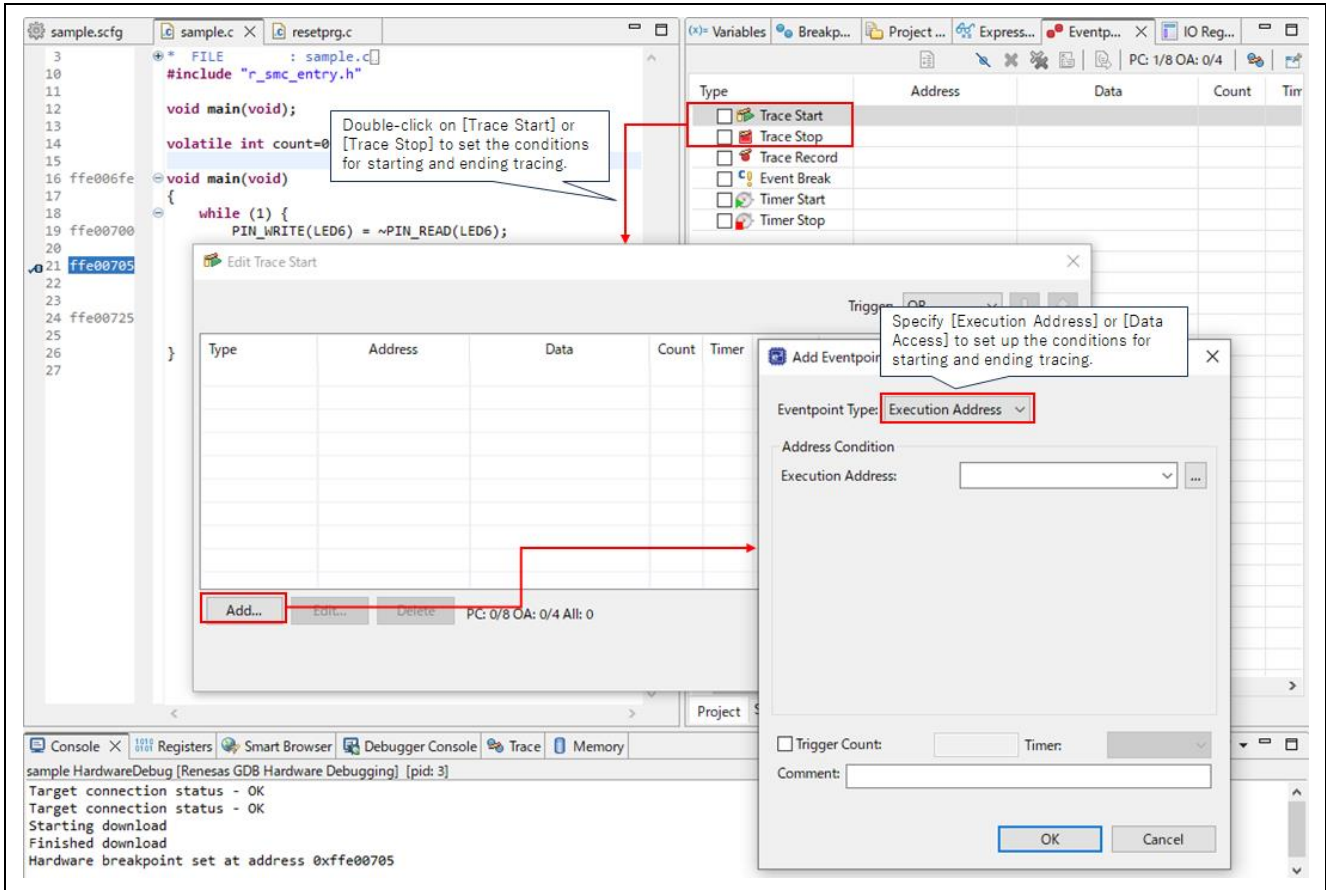 sample.scfg
sample.c
resetprg.c
3 * FILE : sample.c
10 #include "r_smc_entry.h"
11
12 void main(void);
13
14 volatile int count=0
15
16 ffe006fe void main(void)
17 {
18 while (1) {
19 ffe00700 PIN_WRITE(LED6) = ~PIN_READ(LED6);
20
21 ffe00705
22
23
24 ffe00725
25
26 }
27
Double-click on [Trace Start] or
[Trace Stop] to set the conditions
for starting and ending tracing.
(x)= Variables
Breakp...
Project ...
Express...
Eventp...
IO Reg...
PC: 1/8 OA: 0/4
Type Address Data Count Tim
Trace Start
Trace Stop
Trace Record
Event Break
Timer Start
Timer Stop
Edit Trace Start
Trigger: OR
Type Address Data Count Timer
Add... Edit... Delete PC: 0/8 OA: 0/4 All: 0
Specify [Execution Address] or [Data
Access] to set up the conditions for
starting and ending tracing.
Add Eventpoint
Eventpoint Type: Execution Address
Address Condition
Execution Address: ...
Trigger Count: Timer:
Comment:
OK Cancel
Project
Console
Registers
Smart Browser
Debugger Console
Trace
Memory
sample HardwareDebug [Renesas GDB Hardware Debugging] [pid: 3]
Target connection status - OK
Target connection status - OK
Starting download
Finished download
Hardware breakpoint set at address 0xffe00705